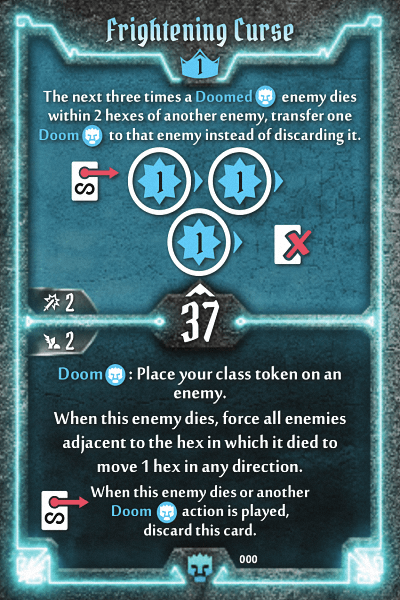 Frightening Curse
1
The next three times a Doomed enemy dies
within 2 hexes of another enemy, transfer one
Doom to that enemy instead of discarding it.
S 1 1
1
2
37
2
Doom : Place your class token on an
enemy.
When this enemy dies, force all enemies
adjacent to the hex in which it died to
move 1 hex in any direction.
S When this enemy dies or another
Doom action is played,
discard this card.
000